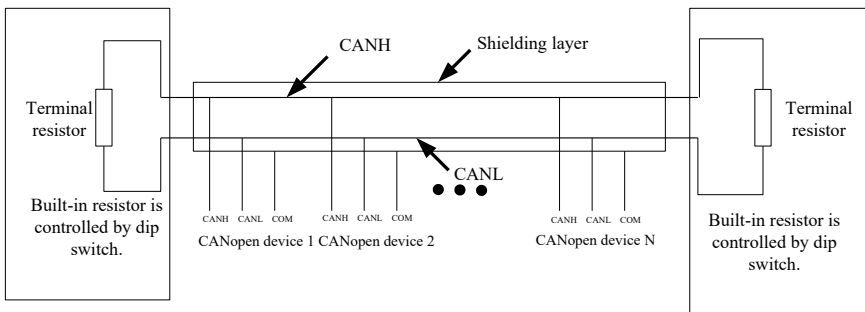 CANH
Shielding layer
Terminal
resistor
Terminal
resistor
CANL
Built-in resistor is
controlled by dip
switch.
CANH CANL COM CANH CANL COM CANH CANL COM
CANopen device 1 CANopen device 2 CANopen device N
Built-in resistor is
controlled by dip
switch.